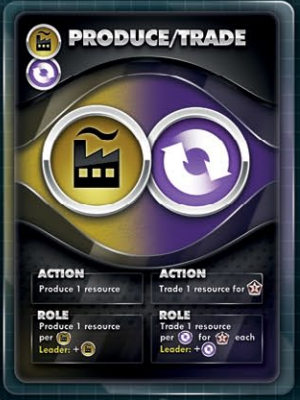 PRODUCE/TRADE
ACTION
Produce 1 resource
ACTION
Trade 1 resource for
ROLE
Produce 1 resource
per
Leader: +
ROLE
Trade 1 resource
per for each
Leader: +